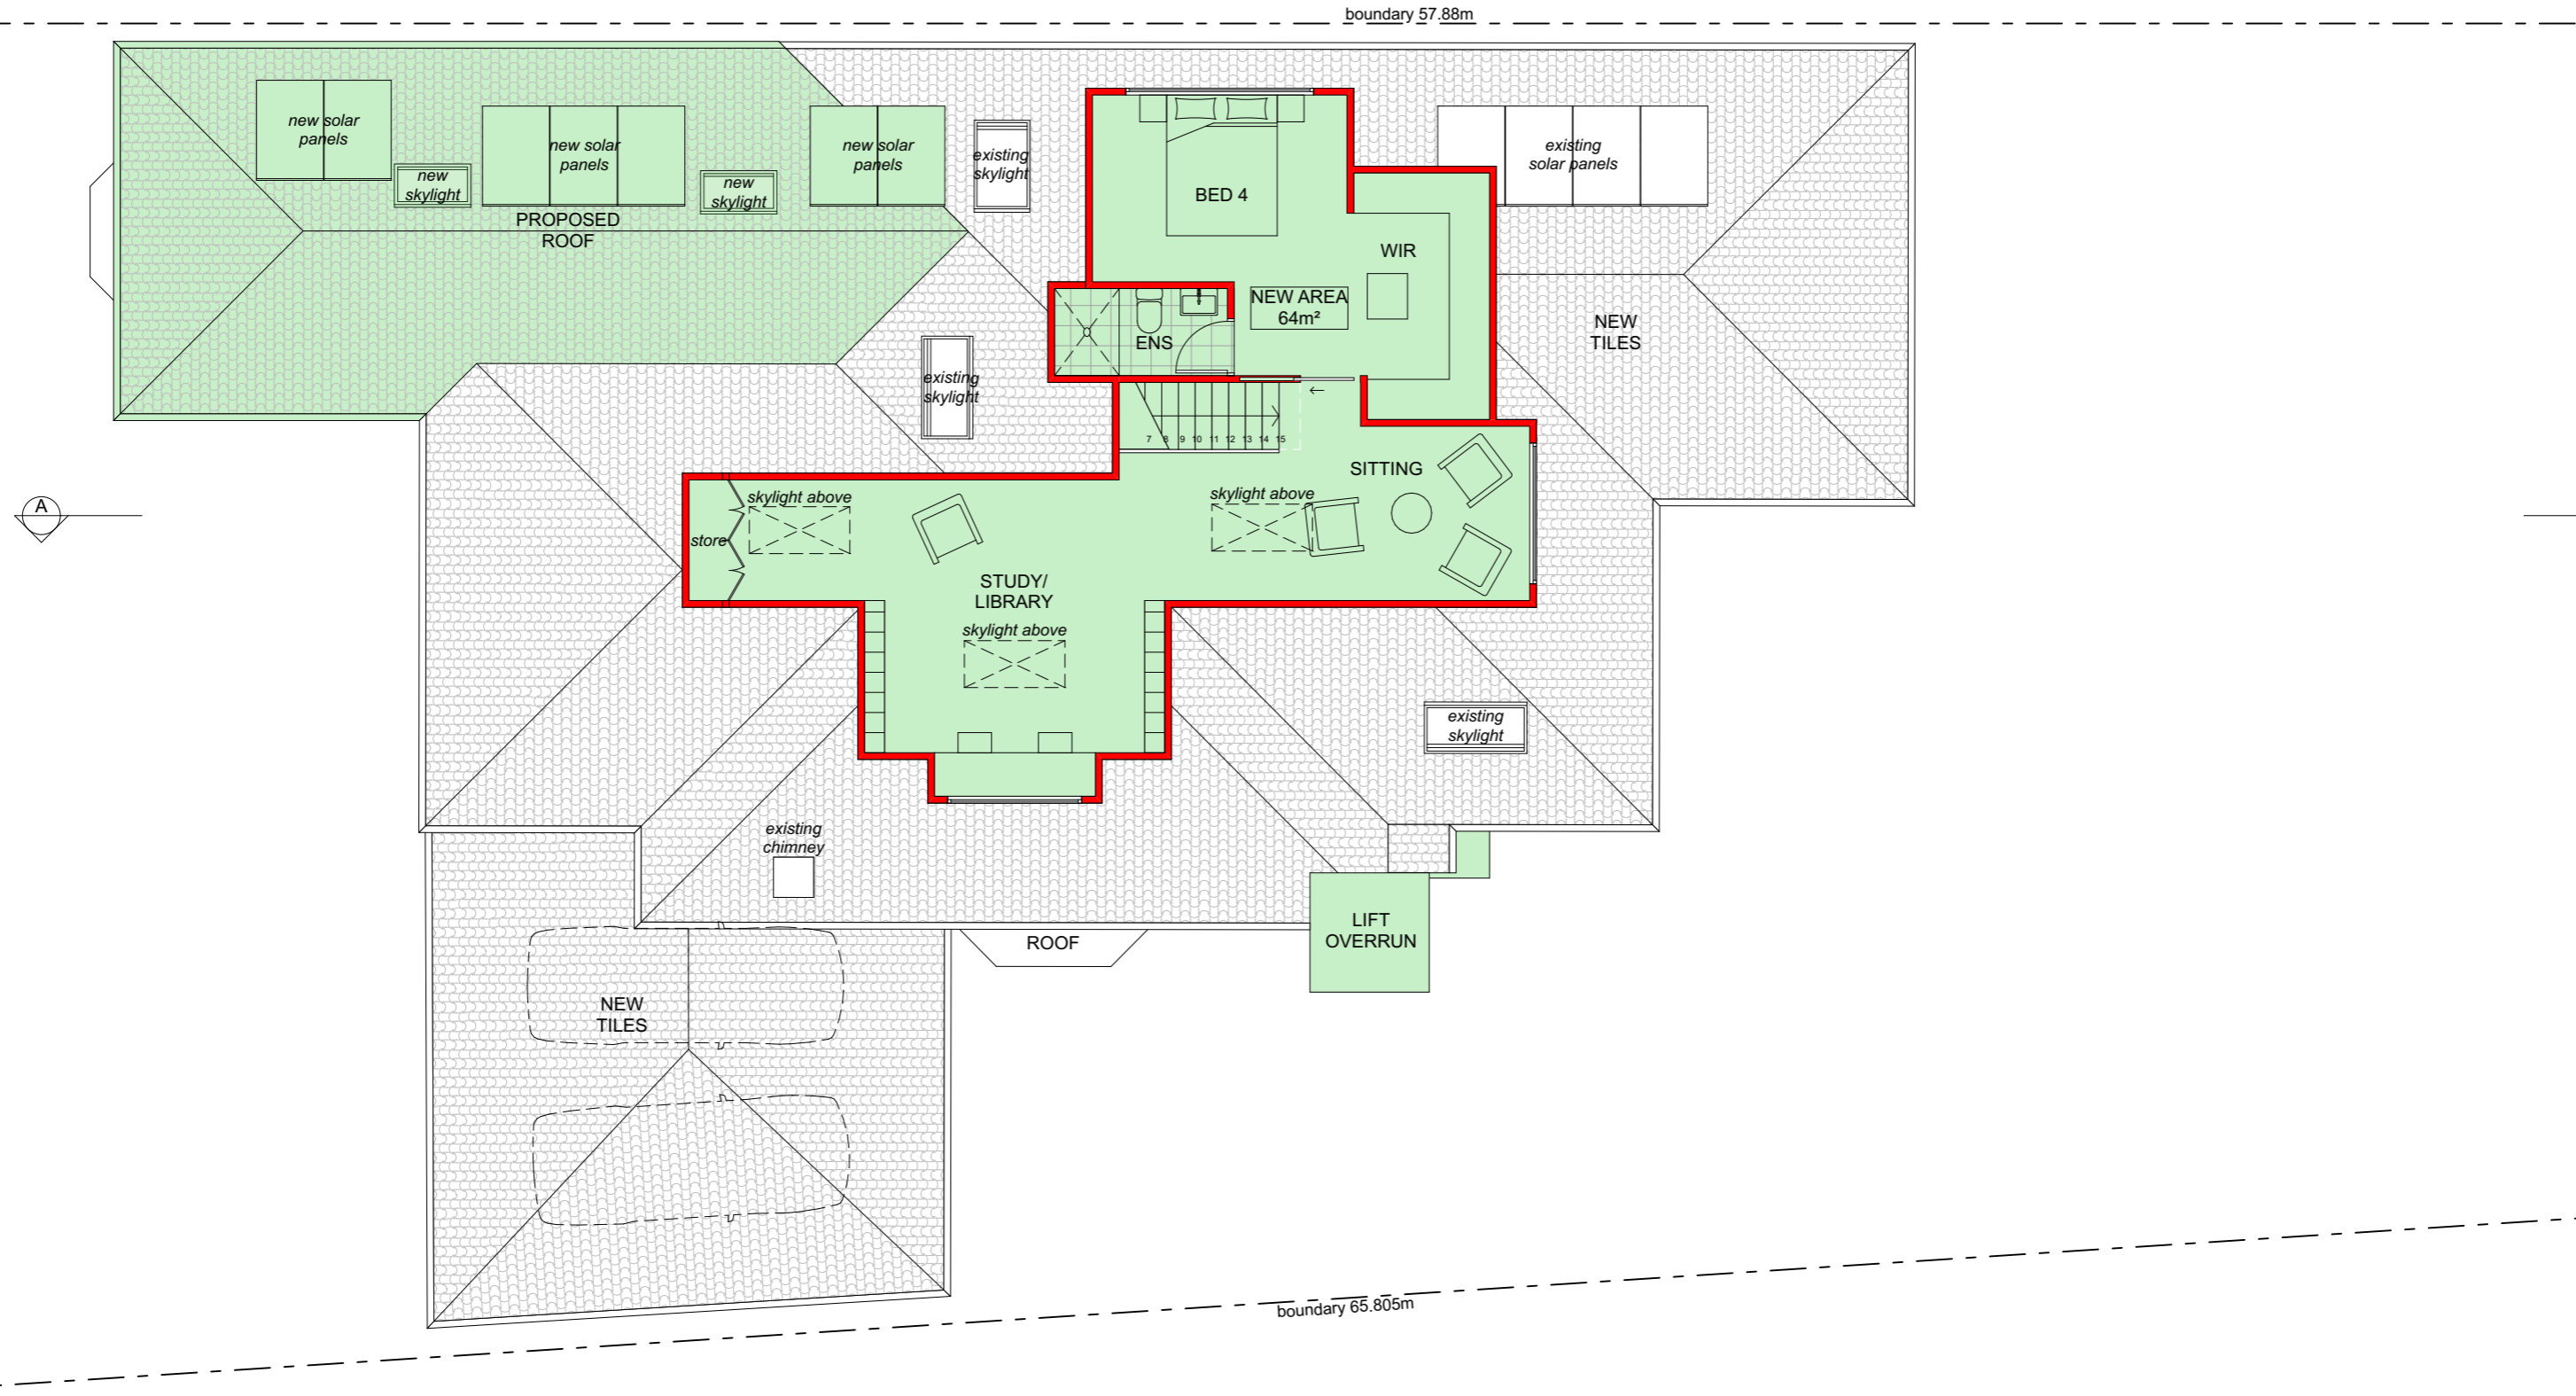 boundary 57.88m
new solar
panels
new
skylight
new solar
panels
new
skylight
new solar
panels
PROPOSED
ROOF
existing
skylight
BED 4
existing
solar panels
WIR
NEW AREA
64m²
ENS
NEW
TILES
existing
skylight
7 8 9 10 11 12 13 14 15
SITTING
A
skylight above
skylight above
store
STUDY/
LIBRARY
skylight above
existing
skylight
existing
chimney
LIFT
OVERRUN
ROOF
NEW
TILES
boundary 65.805m